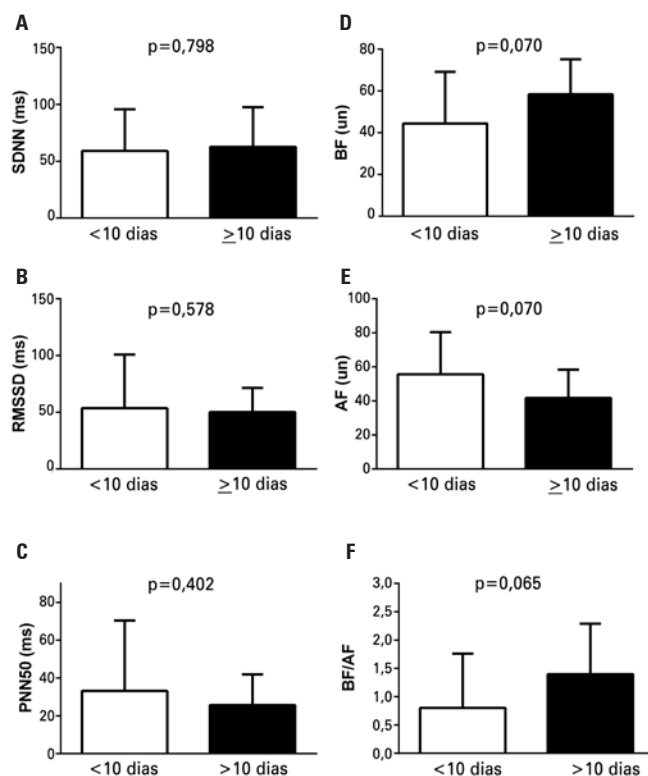 A
p=0,798
SDNN (ms)
150
100
50
0
<10 dias
≥10 dias
B
p=0,578
RMSSD (ms)
150
100
50
0
<10 dias
≥10 dias
C
p=0,402
PNN50 (ms)
80
60
40
20
0
<10 dias
>10 dias
D
p=0,070
BF (un)
80
60
40
20
0
<10 dias
≥10 dias
E
p=0,070
AF (un)
100
80
60
40
20
0
<10 dias
≥10 dias
F
p=0,065
BF/AF
3,0
2,5
2,0
1,5
1,0
0,5
0,0
<10 dias
>10 dias